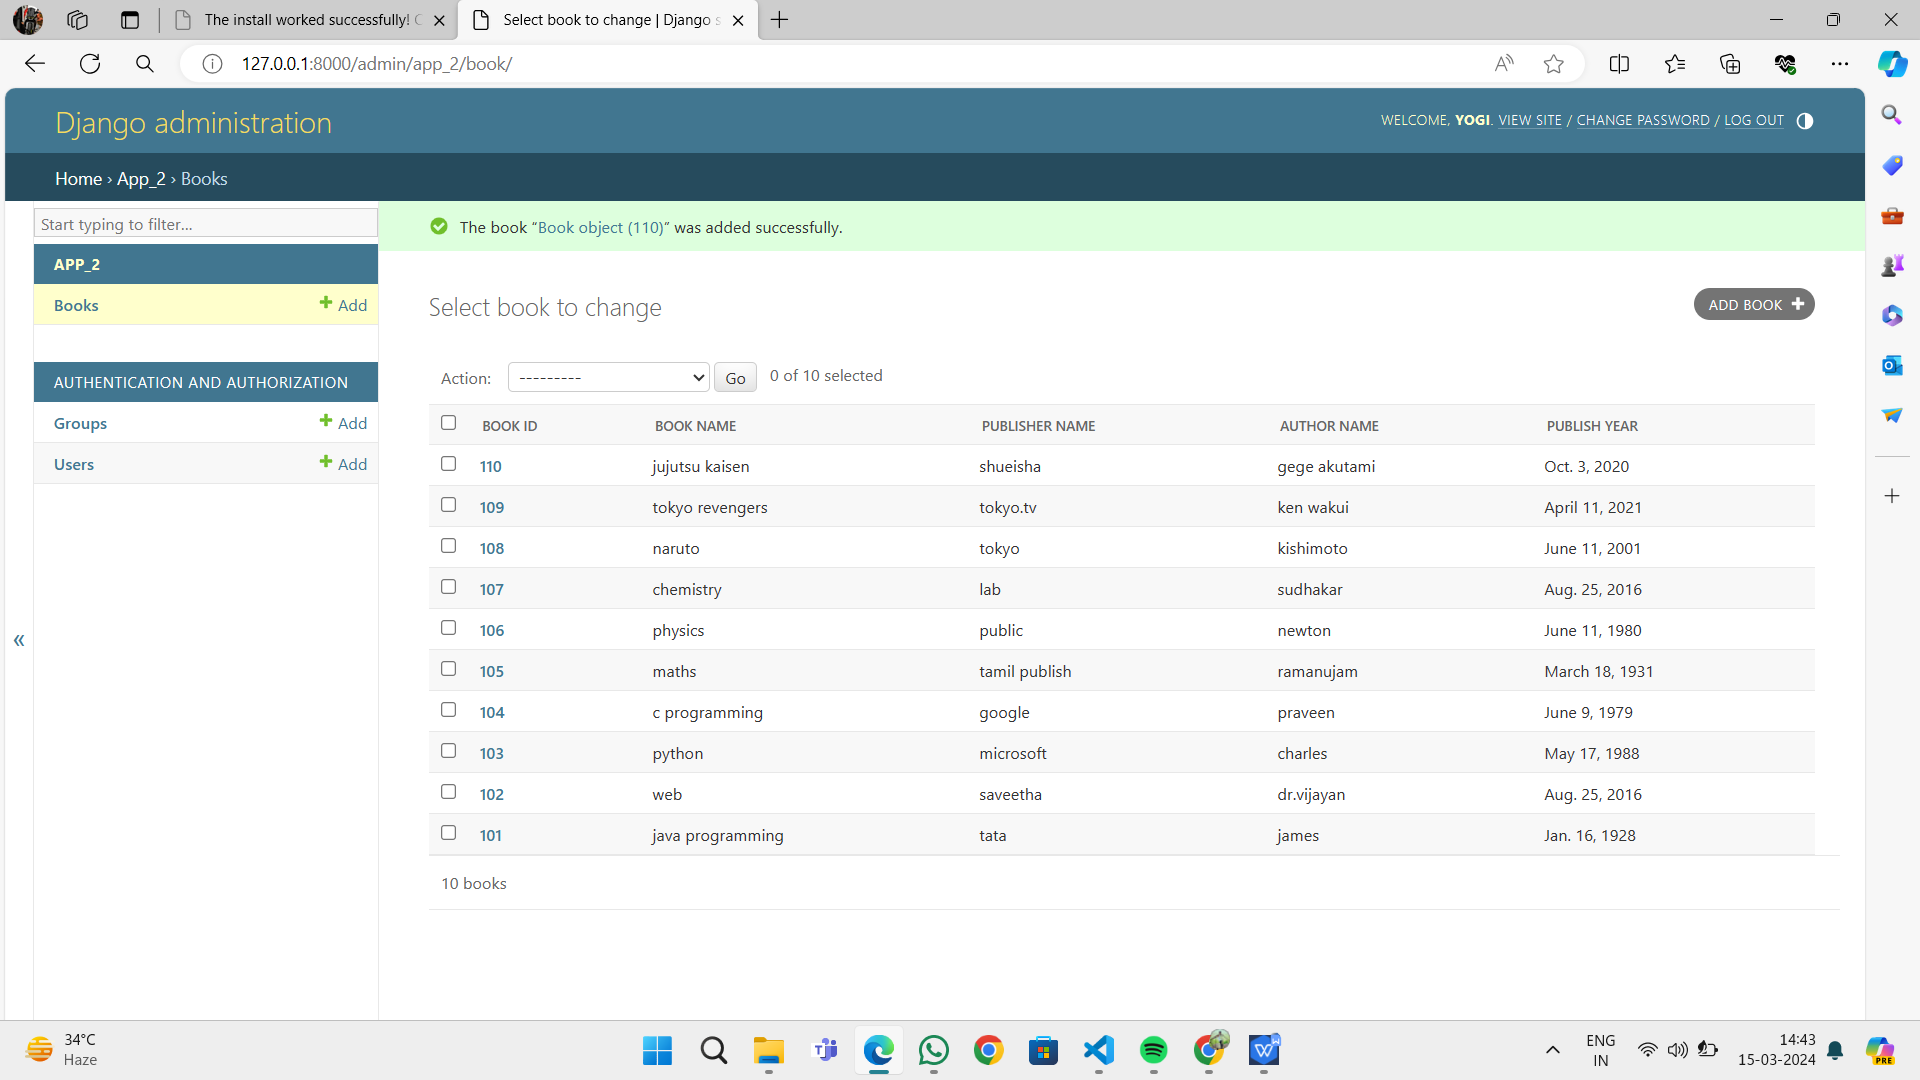 The install worked successfully! C
Select book to change | Django s
127.0.0.1:8000/admin/app_2/book/
Django administration
WELCOME, YOGI. VIEW SITE / CHANGE PASSWORD / LOG OUT
Home › App_2 › Books
Start typing to filter...
APP_2
Books + Add
AUTHENTICATION AND AUTHORIZATION
Groups + Add
Users + Add
«
The book “Book object (110)” was added successfully.
Select book to change
ADD BOOK +
Action: --------- Go 0 of 10 selected
BOOK ID BOOK NAME PUBLISHER NAME AUTHOR NAME PUBLISH YEAR
110 jujutsu kaisen shueisha gege akutami Oct. 3, 2020
109 tokyo revengers tokyo.tv ken wakui April 11, 2021
108 naruto tokyo kishimoto June 11, 2001
107 chemistry lab sudhakar Aug. 25, 2016
106 physics public newton June 11, 1980
105 maths tamil publish ramanujam March 18, 1931
104 c programming google praveen June 9, 1979
103 python microsoft charles May 17, 1988
102 web saveetha dr.vijayan Aug. 25, 2016
101 java programming tata james Jan. 16, 1928
10 books
34°C
Haze
ENG
IN
14:43
15-03-2024
PRE